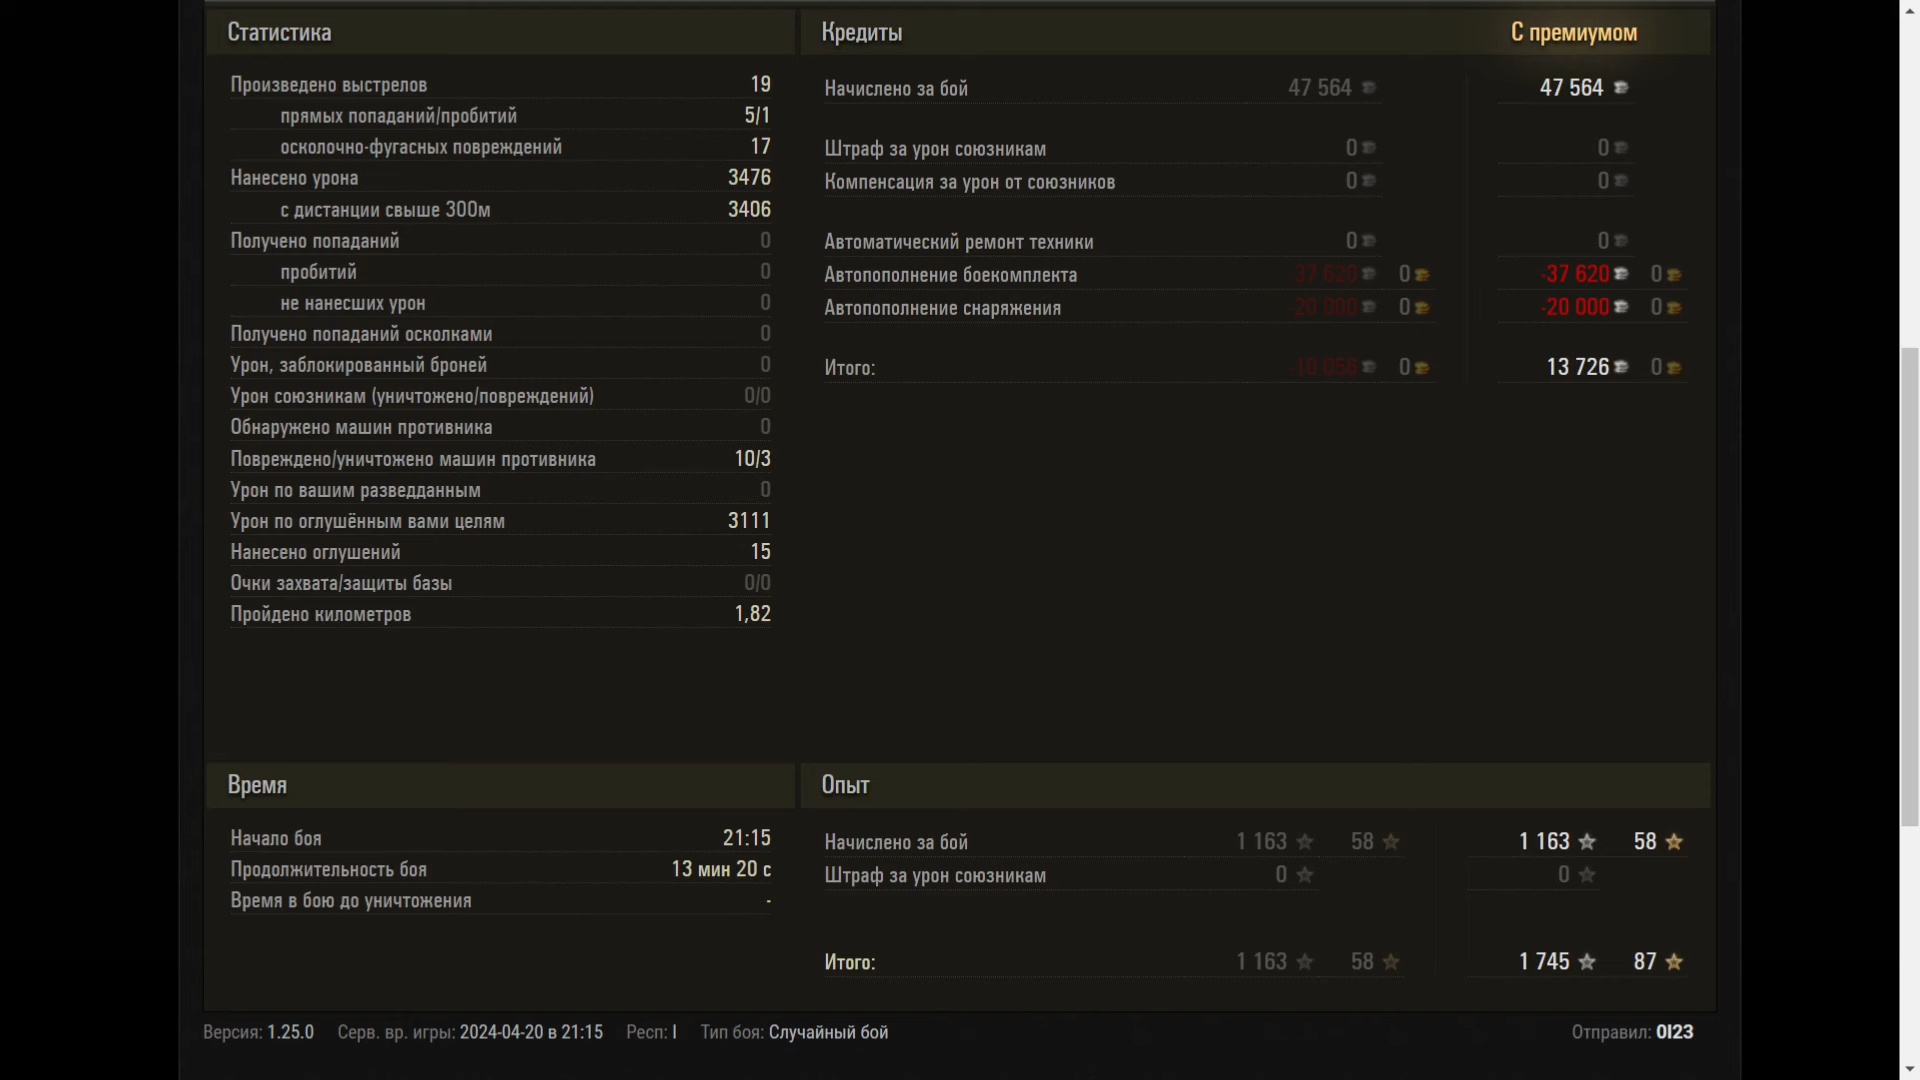 Статистика
Произведено выстрелов 19
прямых попаданий/пробитий 5/1
осколочно-фугасных повреждений 17
Нанесено урона 3476
с дистанции свыше 300м 3406
Получено попаданий 0
пробитий 0
не нанесших урон 0
Получено попаданий осколками 0
Урон, заблокированный броней 0
Урон союзникам (уничтожено/повреждений) 0/0
Обнаружено машин противника 0
Повреждено/уничтожено машин противника 10/3
Урон по вашим разведданным 0
Урон по оглушённым вами целям 3111
Нанесено оглушений 15
Очки захвата/защиты базы 0/0
Пройдено километров 1,82
Кредиты С премиумом
Начислено за бой 47 564 47 564
Штраф за урон союзникам 0 0
Компенсация за урон от союзников 0 0
Автоматический ремонт техники 0 0
Автопополнение боекомплекта -37 620 0 -37 620 0
Автопополнение снаряжения -20 000 0 -20 000 0
Итого: -10 056 0 13 726 0
Время
Начало боя 21:15
Продолжительность боя 13 мин 20 с
Время в бою до уничтожения -
Опыт
Начислено за бой 1 163 58 1 163 58
Штраф за урон союзникам 0 0
Итого: 1 163 58 1 745 87
Версия: 1.25.0 Серв. вр. игры: 2024-04-20 в 21:15 Респ: I Тип боя: Случайный бой Отправил: 0I23